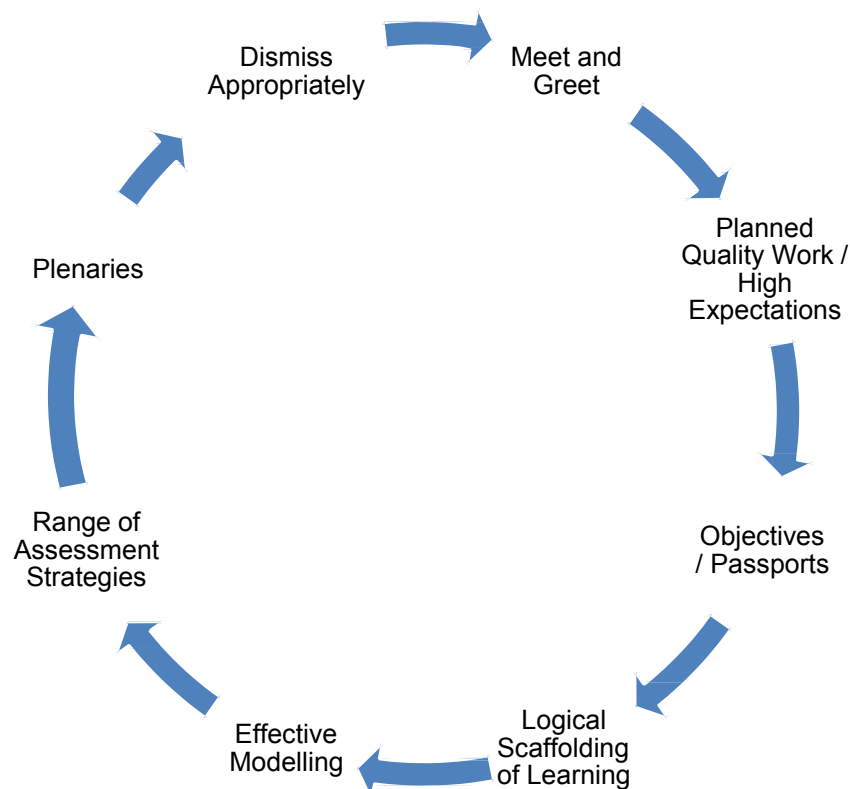 Dismiss
Appropriately
Meet and
Greet
Planned
Quality Work /
High
Expectations
Objectives
/ Passports
Logical
Scaffolding
of Learning
Effective
Modelling
Range of
Assessment
Strategies
Plenaries